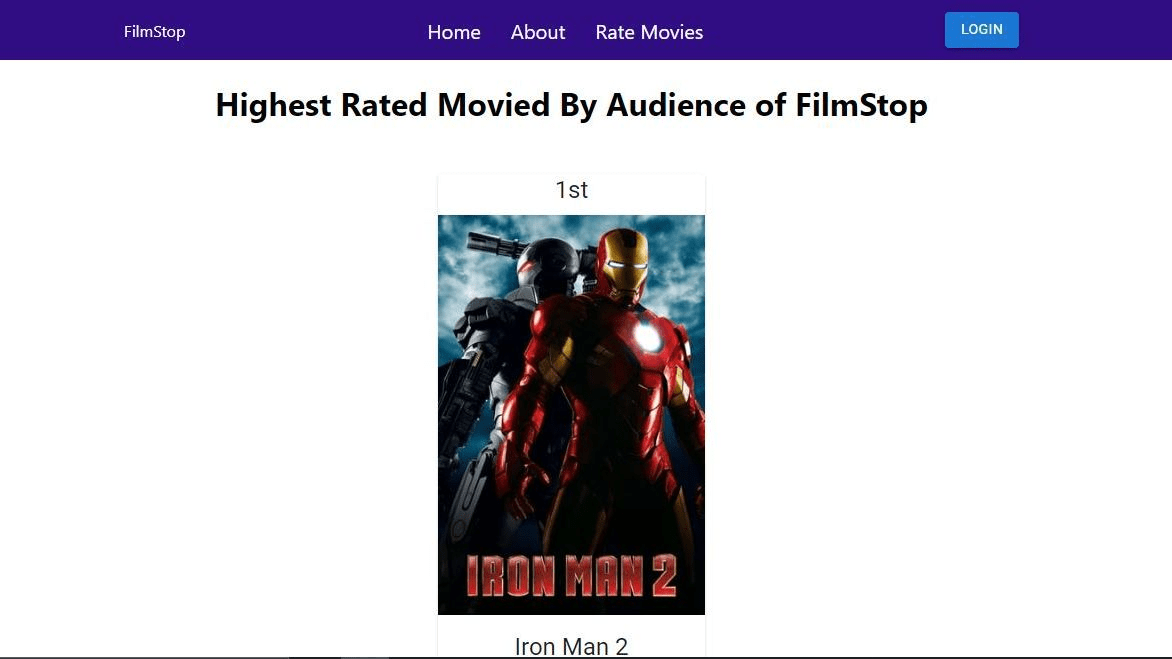 FilmStop Home About Rate Movies LOGIN
Highest Rated Movied By Audience of FilmStop
1st
IRON MAN 2
Iron Man 2